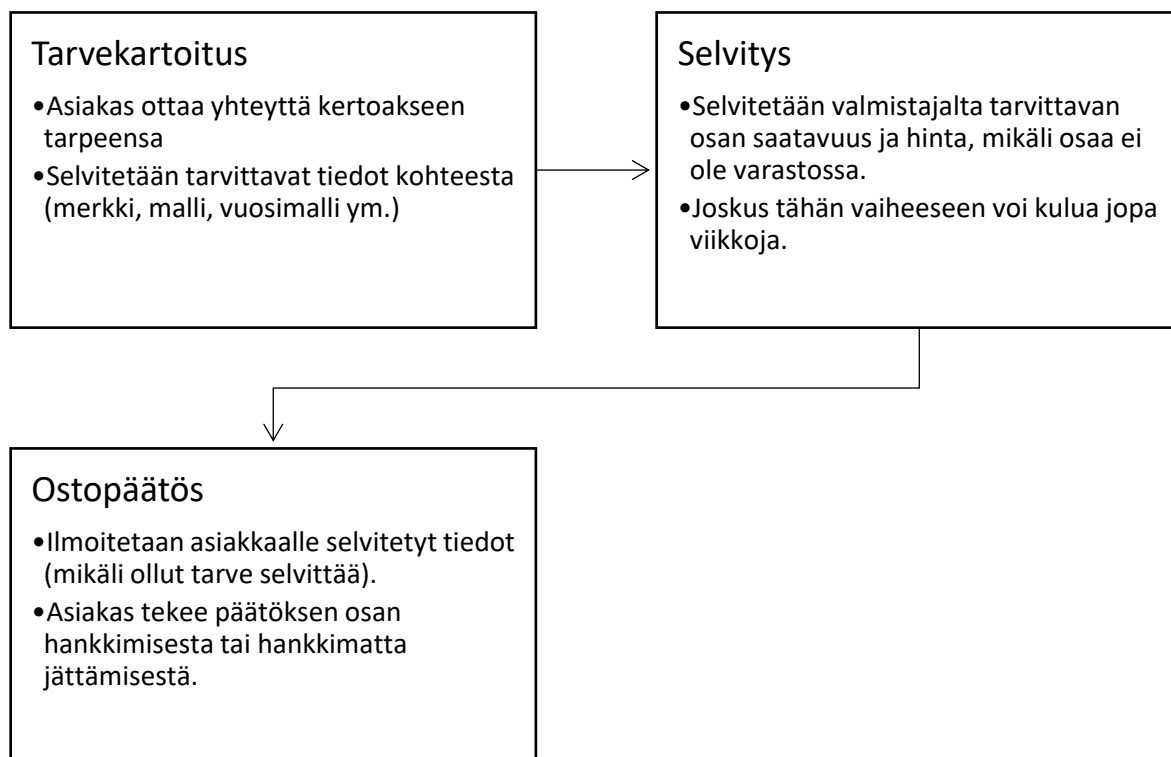 Tarvekartoitus
•Asiakas ottaa yhteyttä kertoakseen
tarpeensa
•Selvitetään tarvittavat tiedot kohteesta
(merkki, malli, vuosimalli ym.)
Selvitys
•Selvitetään valmistajalta tarvittavan
osan saatavuus ja hinta, mikäli osaa ei
ole varastossa.
•Joskus tähän vaiheeseen voi kulua jopa
viikkoja.
Ostopäätös
•Ilmoitetaan asiakkaalle selvitetyt tiedot
(mikäli ollut tarve selvittää).
•Asiakas tekee päätöksen osan
hankkimisesta tai hankkimatta
jättämisestä.